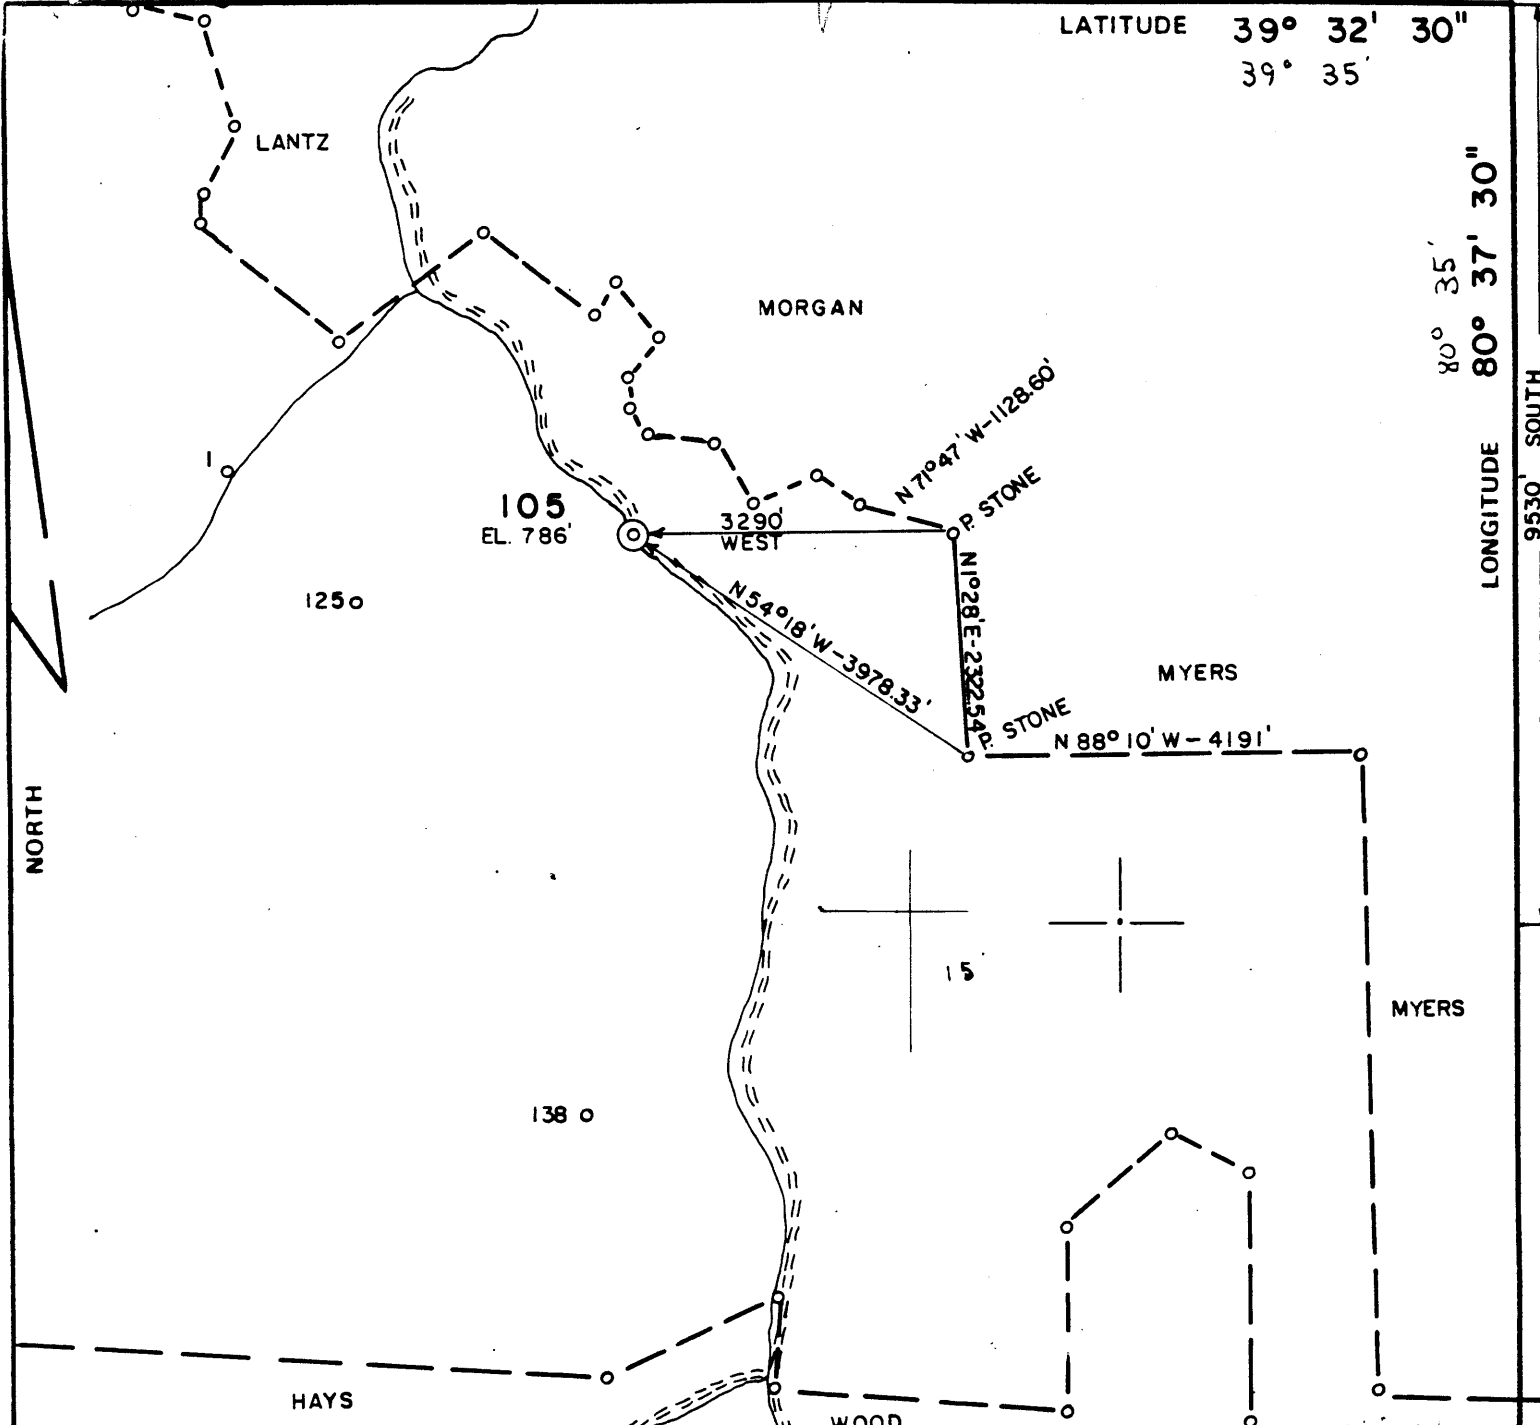 LATITUDE 39° 32' 30"
39° 35'
LANTZ
80° 35'
80° 37' 30"
LONGITUDE
9530' SOUTH
MORGAN
N 71° 47' W-1128.60'
1
105
EL. 786'
3290'
WEST
P. STONE
125
N 54° 18' W-3978.33'
N 1° 28' E-2322.54
MYERS
P. STONE
N 88° 10' W-4191'
NORTH
15
MYERS
138
HAYS
WOOD